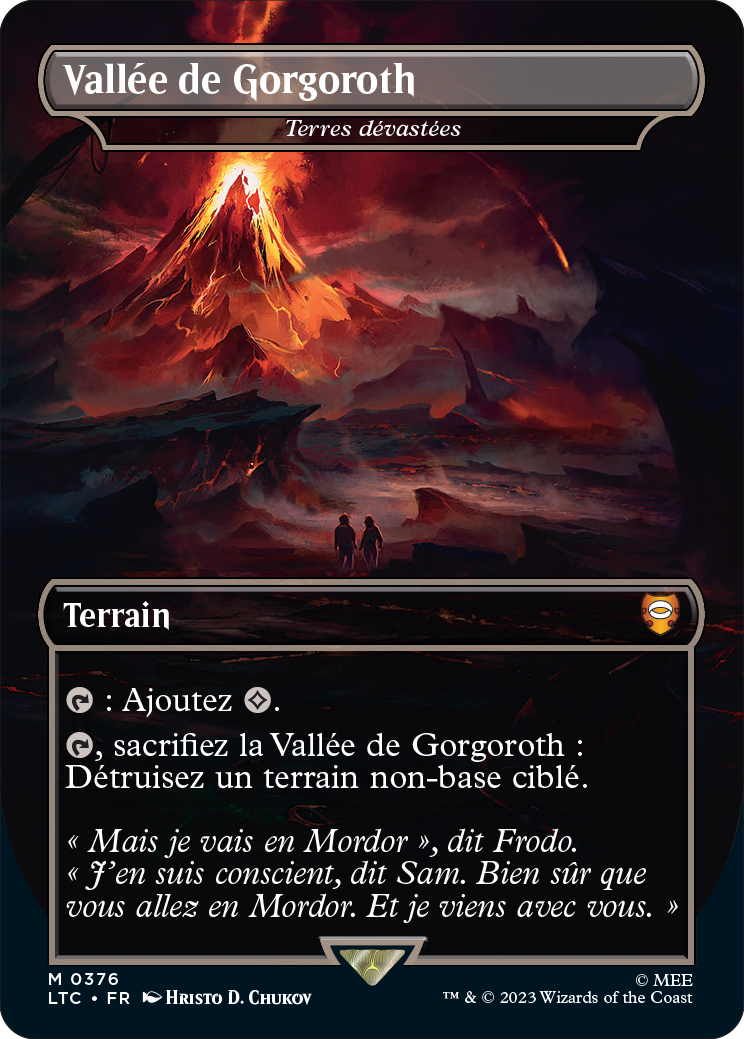 Vallée de Gorgoroth
Terres dévastées
Terrain
: Ajoutez .
, sacrifiez la Vallée de Gorgoroth :
Détruisez un terrain non-base ciblé.
« Mais je vais en Mordor », dit Frodo.
« J'en suis conscient, dit Sam. Bien sûr que
vous allez en Mordor. Et je viens avec vous. »
M 0376
LTC • FR Hristo D. Chukov
© MEE
™ & © 2023 Wizards of the Coast